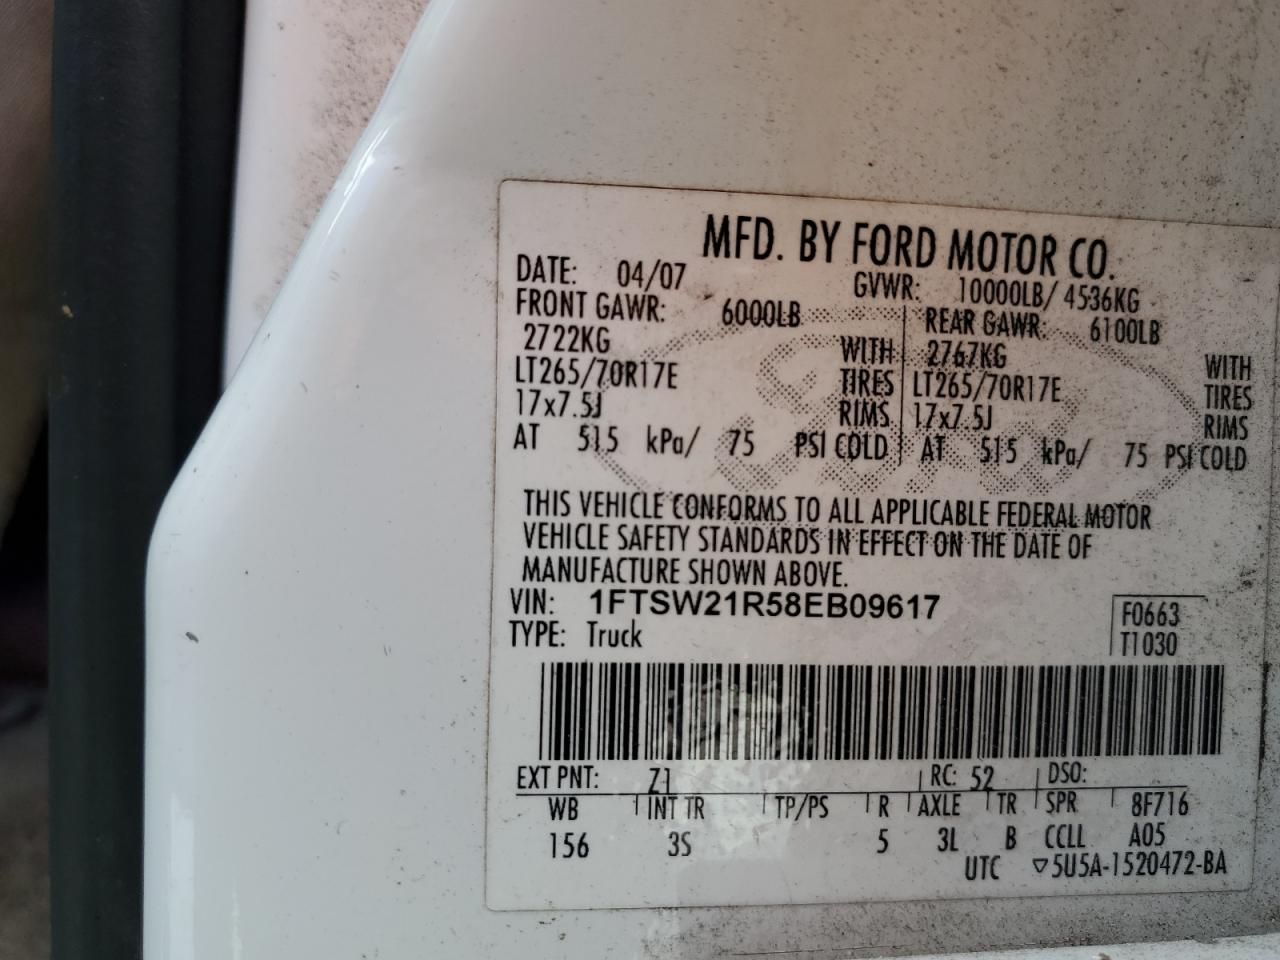 MFD. BY FORD MOTOR CO.
DATE: 04/07 GVWR: 10000LB/ 4536KG
FRONT GAWR: 6000LB REAR GAWR: 6100LB
2722KG WITH 2767KG WITH
LT265/70R17E TIRES LT265/70R17E TIRES
17x7.5J RIMS 17x7.5J RIMS
AT 515 kPa/ 75 PSI COLD AT 515 kPa/ 75 PSI COLD
THIS VEHICLE CONFORMS TO ALL APPLICABLE FEDERAL MOTOR
VEHICLE SAFETY STANDARDS IN EFFECT ON THE DATE OF
MANUFACTURE SHOWN ABOVE.
VIN: 1FTSW21R58EB09617 F0663
TYPE: Truck T1030
EXT PNT: Z1 RC: 52 DSO:
WB INT TR TP/PS R AXLE TR SPR 8F716
156 3S 5 3L B CCLL A05
UTC ▽5U5A-1520472-BA